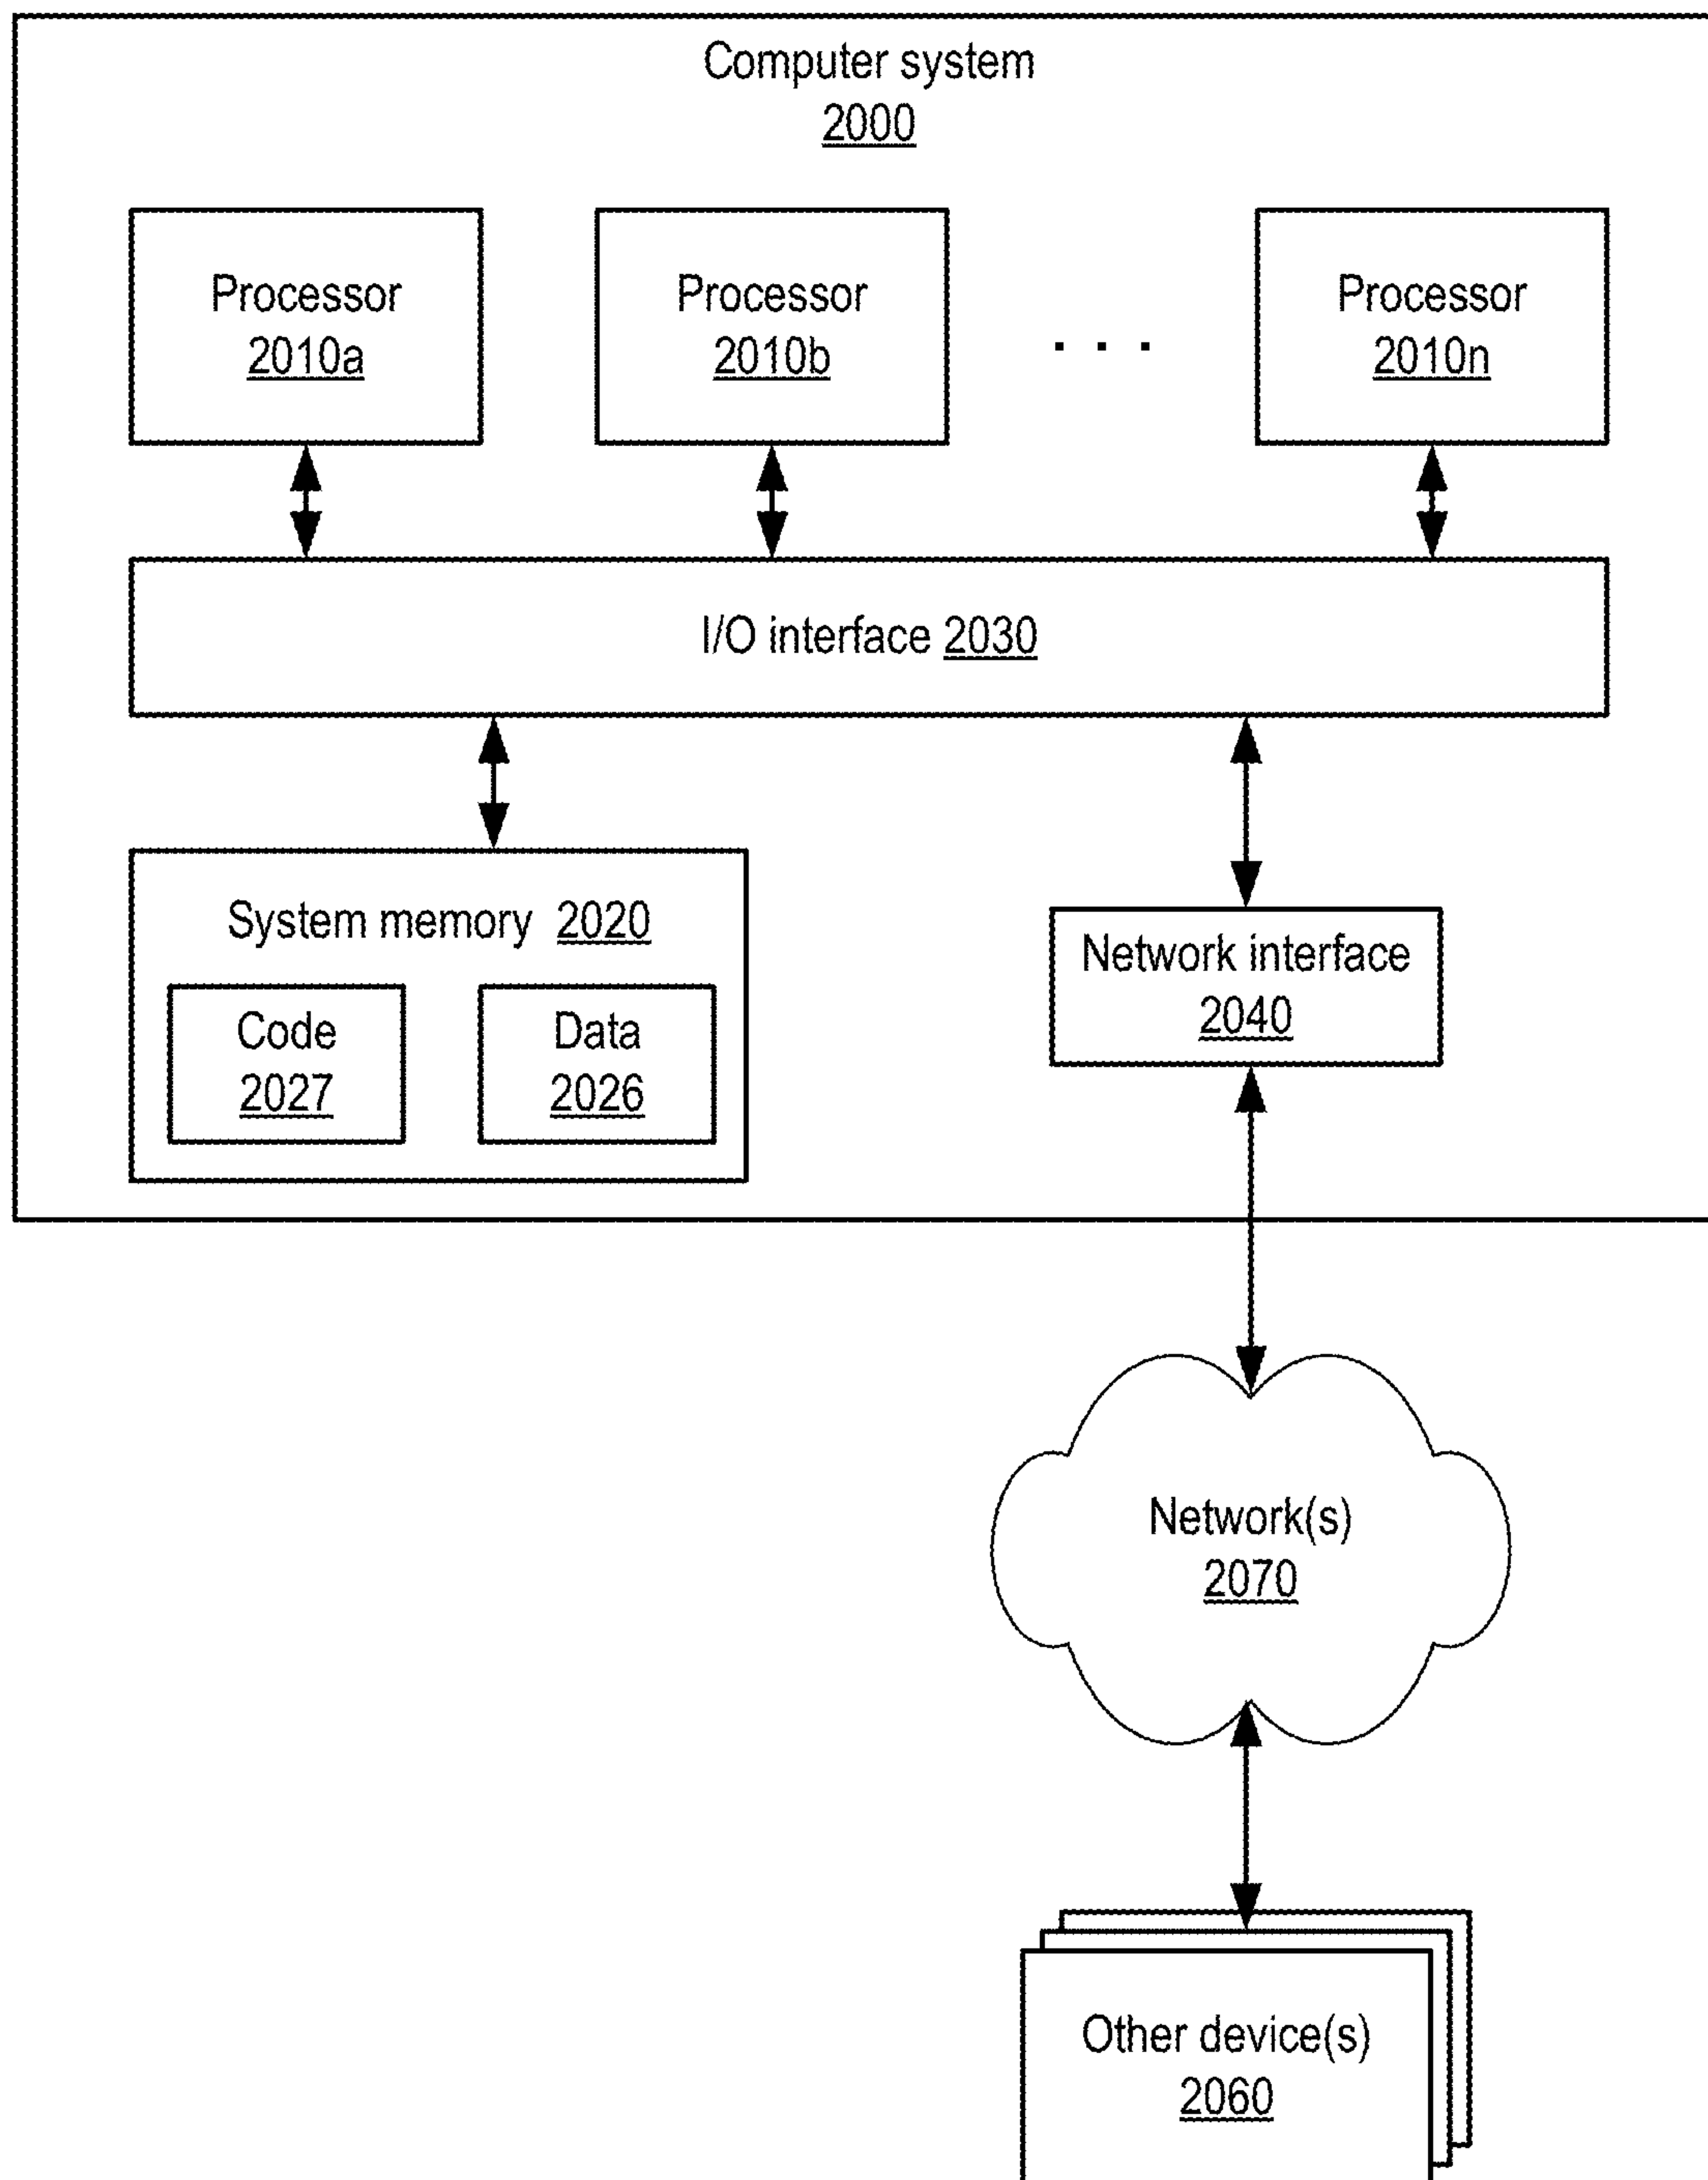 Computer system
2000
Processor
2010a
Processor
2010b
. . .
Processor
2010n
I/O interface 2030
System memory 2020
Code
2027
Data
2026
Network interface
2040
Network(s)
2070
Other device(s)
2060